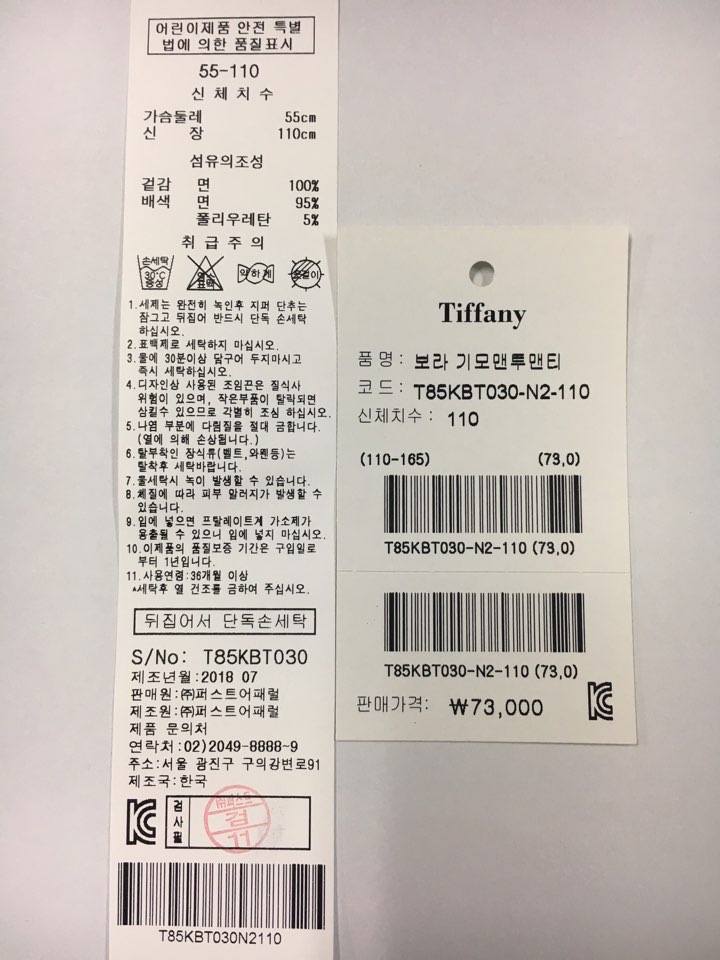 어린이제품 안전 특별
법에 의한 품질표시
55-110
신 체 치 수
가슴둘레 55cm
신 장 110cm
섬유의조성
겉감 면 100%
배색 면 95%
폴리우레탄 5%
취 급 주 의
손세탁 30℃ 중성
약하게
1.세제는 완전히 녹인후 지퍼 단추는
잠그고 뒤집어 반드시 단독 손세탁
하십시오.
2.표백제로 세탁하지 마십시오.
3.물에 30분이상 담구어 두지마시고
즉시 세탁하십시오.
4.디자인상 사용된 조임끈은 질식사
위험이 있으며, 작은부품이 탈락되면
삼킬수 있으므로 각별히 조심 하십시오.
5.나염 부분에 다림질을 절대 금합니다.
(열에 의해 손상됩니다.)
6.탈부착인 장식류(벨트,와펜등)는
탈착후 세탁바랍니다.
7.물세탁시 녹이 발생할 수 있습니다.
8.체질에 따라 피부 알러지가 발생할 수
있습니다.
9.입에 넣으면 프탈레이트계 가소제가
용출될 수 있으니 입에 넣지 마십시오.
10.이제품의 품질보증 기간은 구입일로
부터 1년입니다.
11.사용연령:36개월 이상
*세탁후 열 건조를 금하여 주십시오.
뒤집어서 단독손세탁
S/No: T85KBT030
제조년월:2018 07
판매원:㈜퍼스트어패럴
제조원:㈜퍼스트어패럴
제품 문의처
연락처:02)2049-8888~9
주소:서울 광진구 구의강변로91
제조국:한국
KC 검사필 ㈜퍼스트 검 11
T85KBT030N2110
Tiffany
품 명: 보라 기모맨투맨티
코 드: T85KBT030-N2-110
신체치수: 110
(110-165) (73,0)
T85KBT030-N2-110 (73,0)
T85KBT030-N2-110 (73,0)
판매가격: ₩73,000 KC